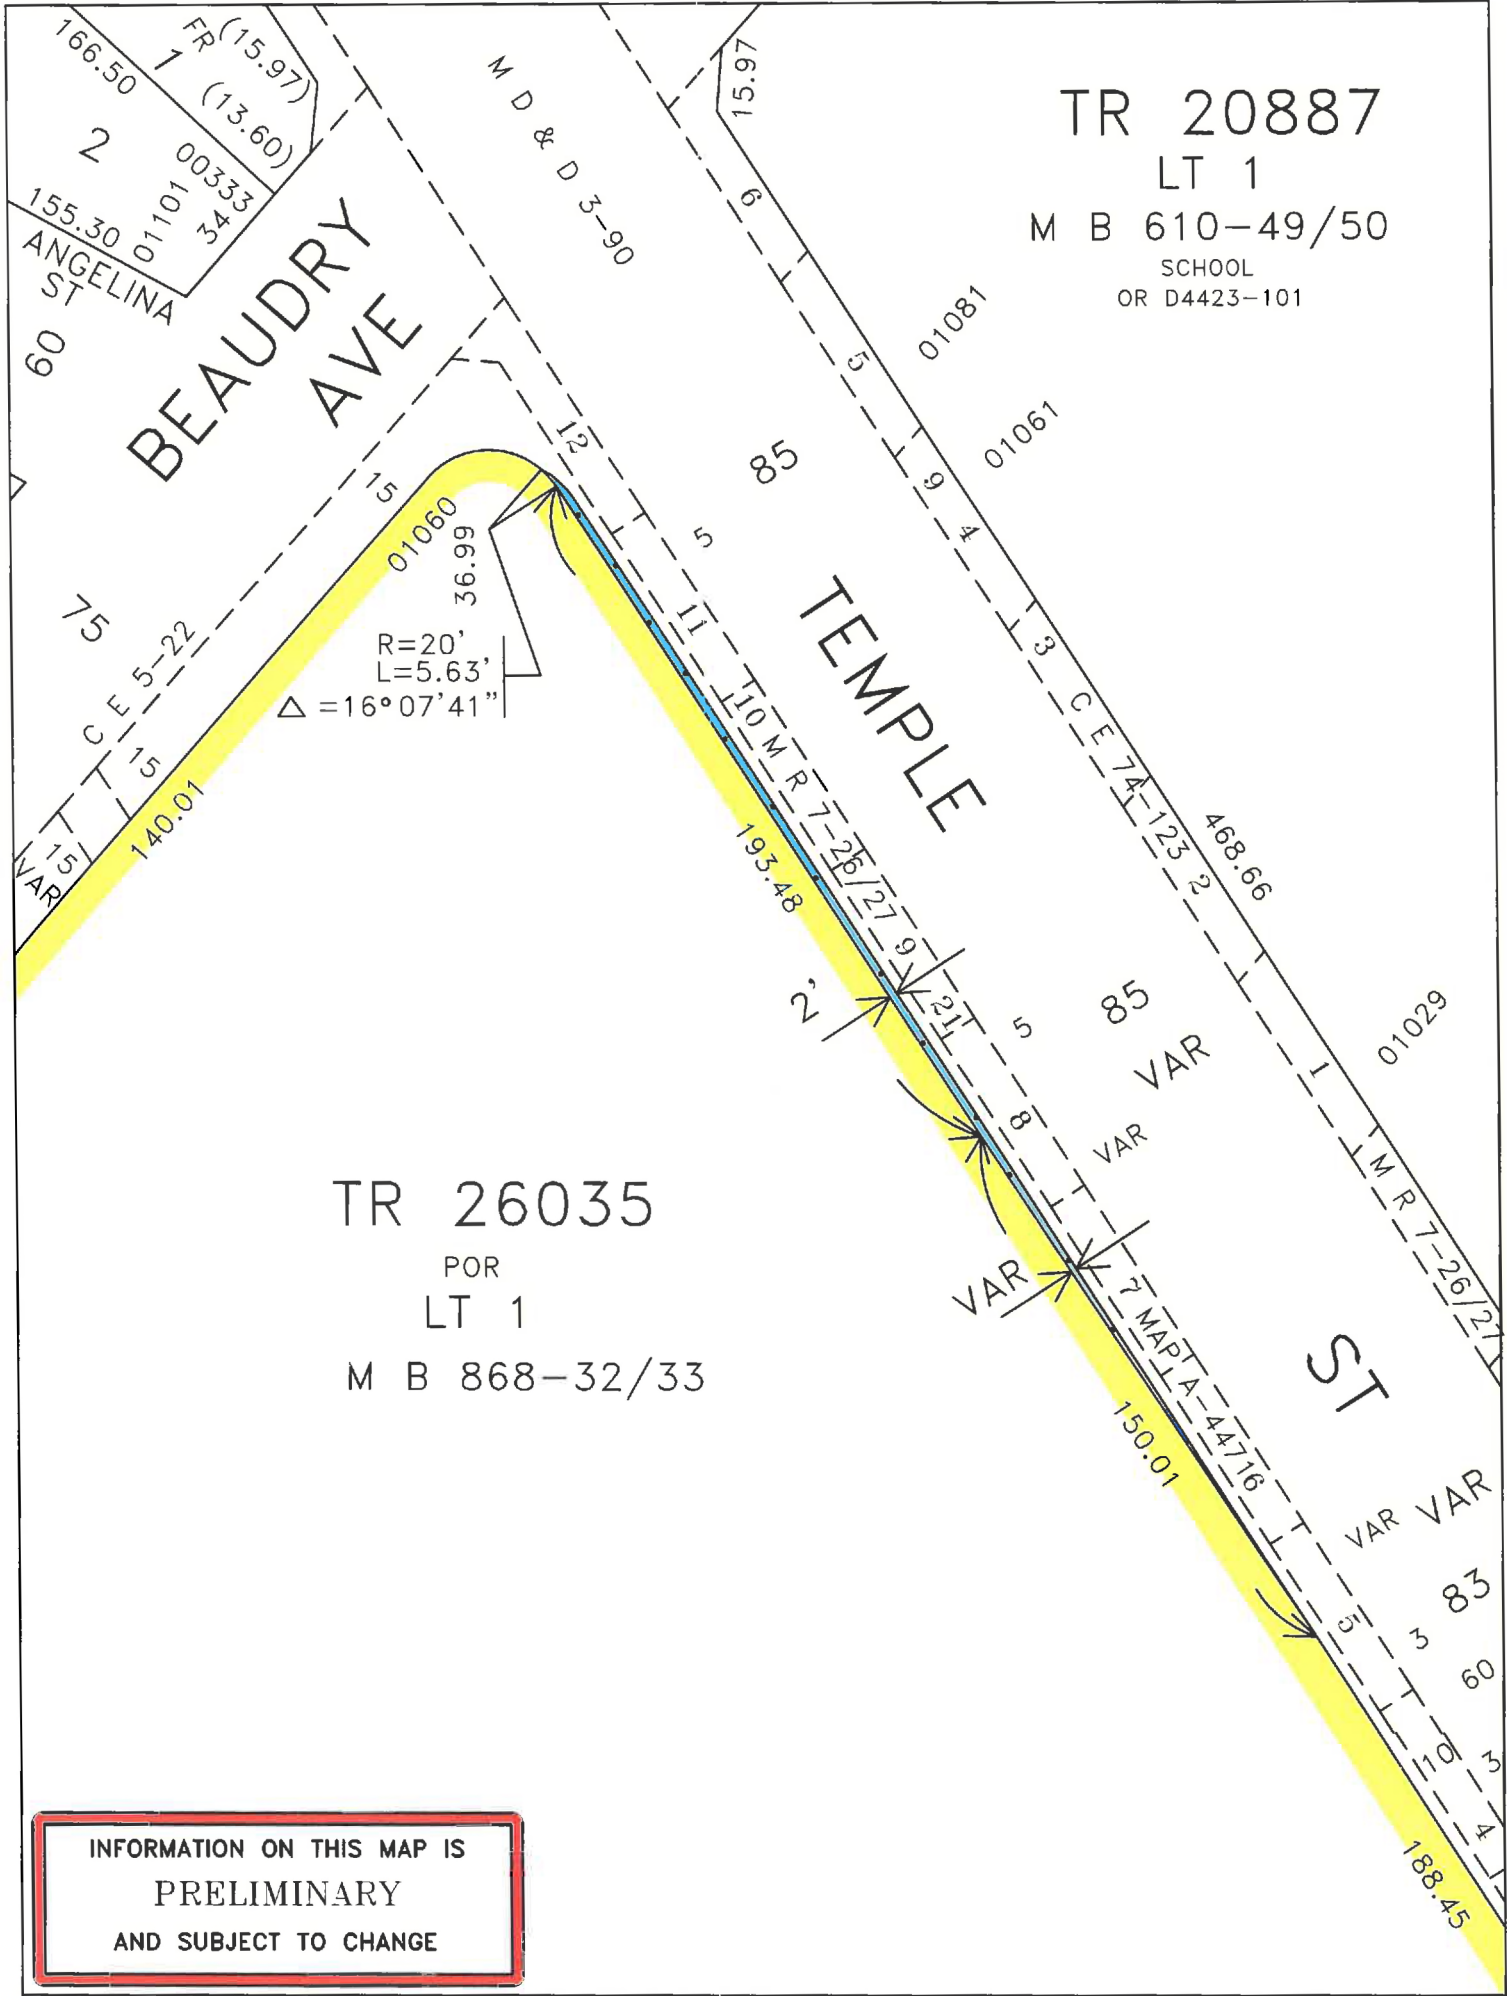 166.50
FR
1
(15.97)
(13.60)
2
00333
34
01101
155.30
ANGELINA
ST
60
BEAUDRY
AVE
M D & D 3-90
15.97
TR 20887
LT 1
M B 610-49/50
SCHOOL
OR D4423-101
01081
01061
01029
6
5
9
4
3
C E 74-123
2
468.66
1
M R 7-26/27
85
TEMPLE
85
VAR
VAR
ST
VAR
VAR
83
3
60
3
12
5
11
10
M R 7-26/27
9
21
5
8
7
MAP A-44716
5
10
4
15
01060
36.99
R=20'
L=5.63'
△ =16°07'41"
75
C E 5-22
15
15
VAR
140.01
193.48
2'
VAR
150.01
188.45
TR 26035
POR
LT 1
M B 868-32/33
INFORMATION ON THIS MAP IS
PRELIMINARY
AND SUBJECT TO CHANGE